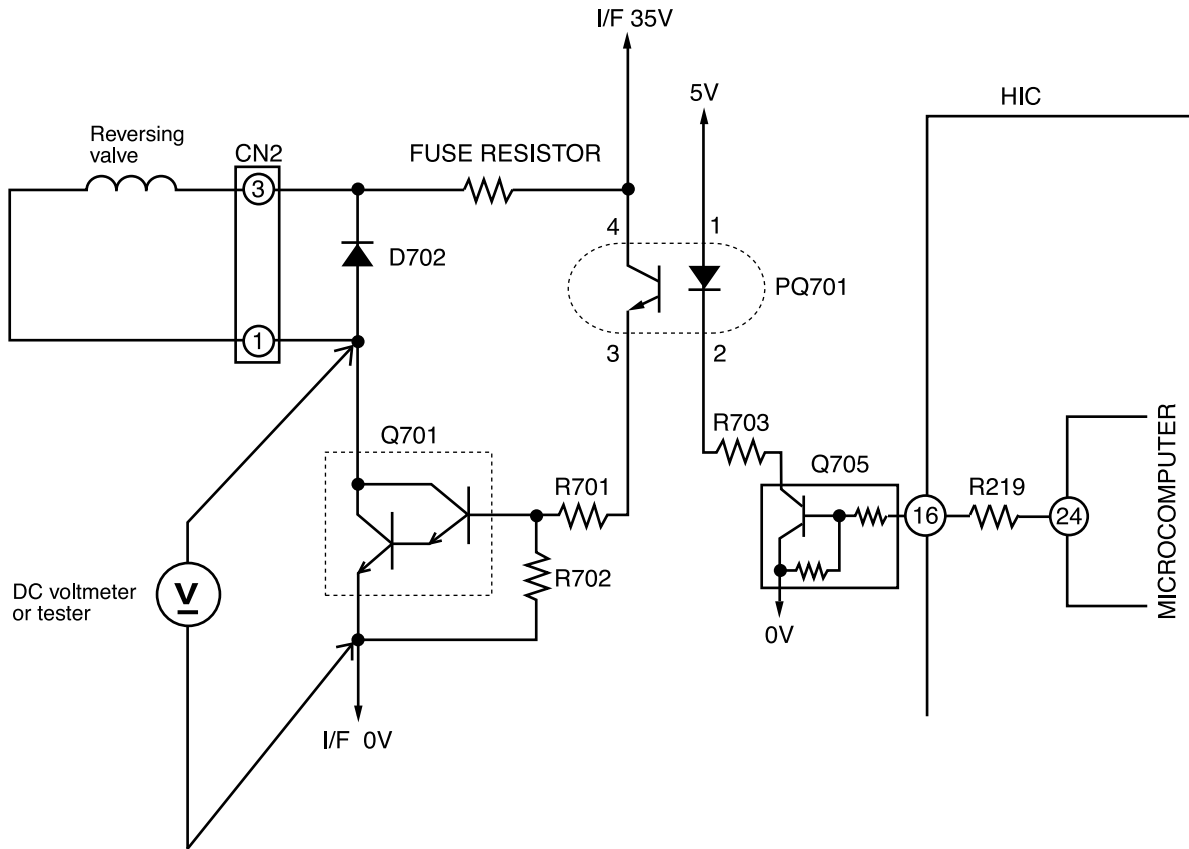 I/F 35V
5V
HIC
Reversing
valve
CN2
FUSE RESISTOR
3
4
1
D702
PQ701
1
3
2
R703
Q701
Q705
R701
R219
16
24
R702
MICROCOMPUTER
DC voltmeter
or tester
V
0V
I/F 0V